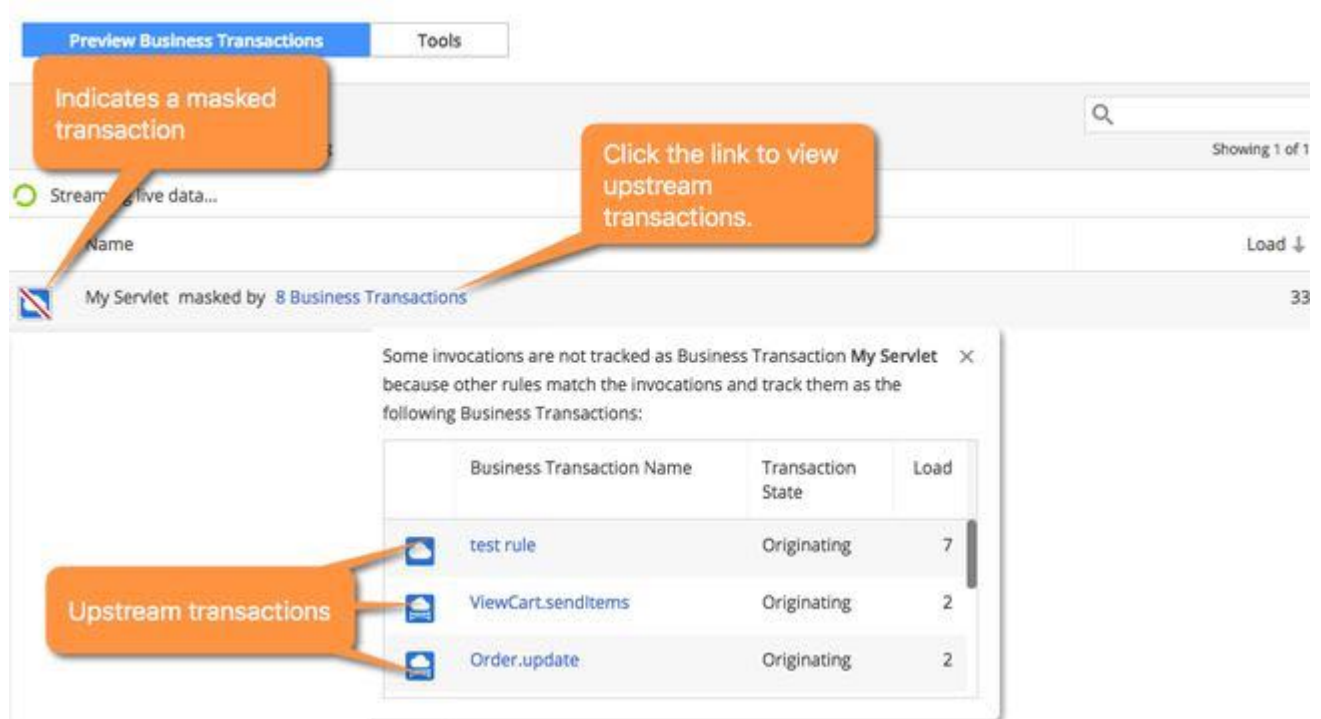 Preview Business Transactions
Tools
Indicates a masked
transaction
Click the link to view
upstream
transactions.
Showing 1 of 1
Streaming live data...
Name
Load ↓
My Servlet masked by 8 Business Transactions
33
Some invocations are not tracked as Business Transaction My Servlet
because other rules match the invocations and track them as the
following Business Transactions:
Business Transaction Name
Transaction
State
Load
test rule
Originating
7
ViewCart.sendItems
Originating
2
Upstream transactions
Order.update
Originating
2